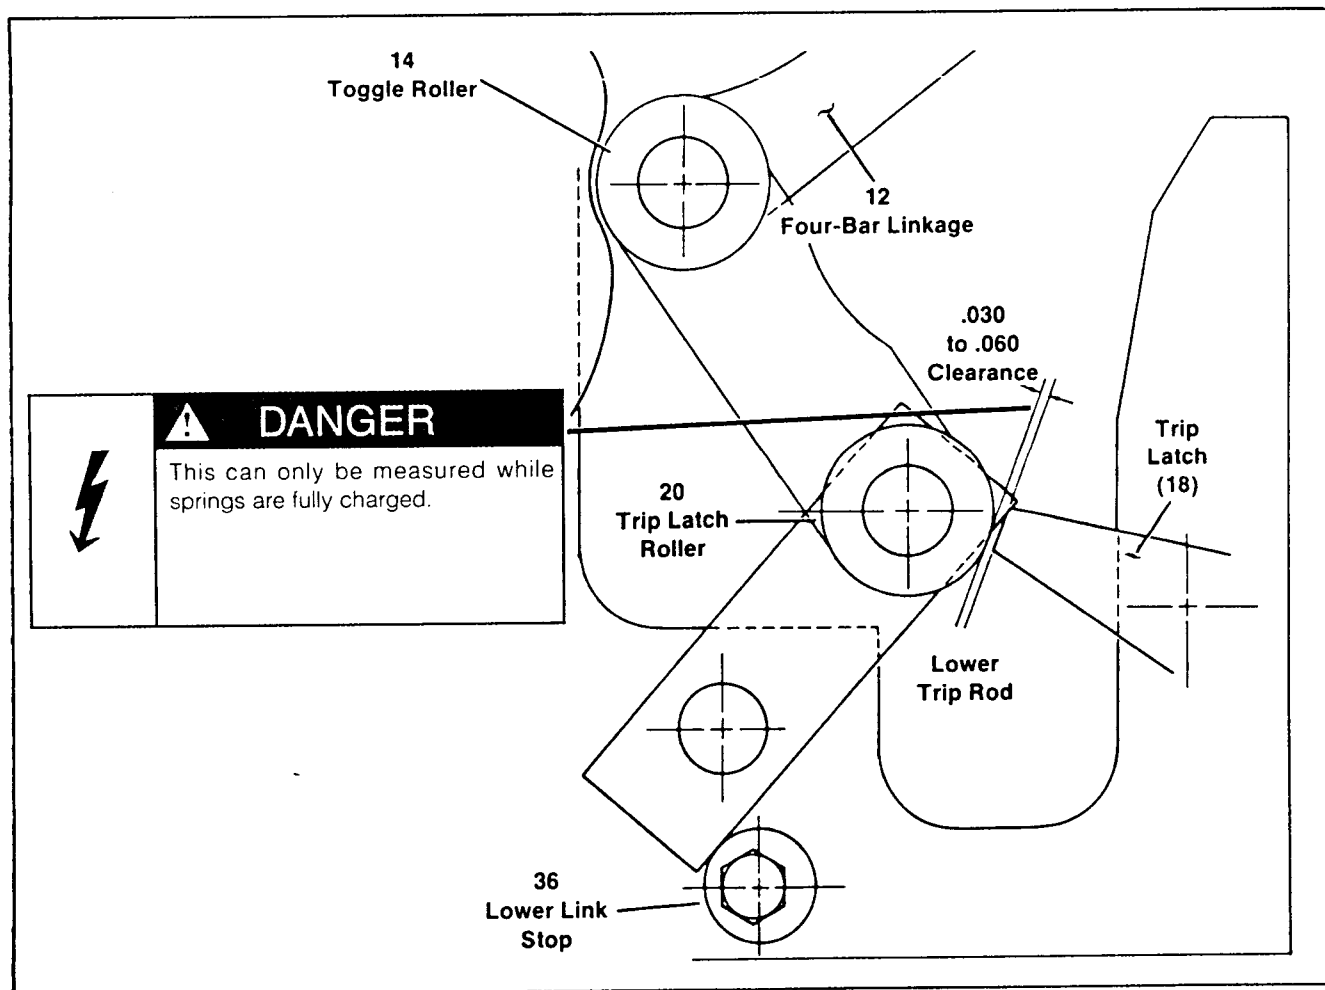 14
Toggle Roller
12
Four-Bar Linkage
.030
to .060
Clearance
DANGER
This can only be measured while
springs are fully charged.
Trip
Latch
(18)
20
Trip Latch
Roller
Lower
Trip Rod
36
Lower Link
Stop